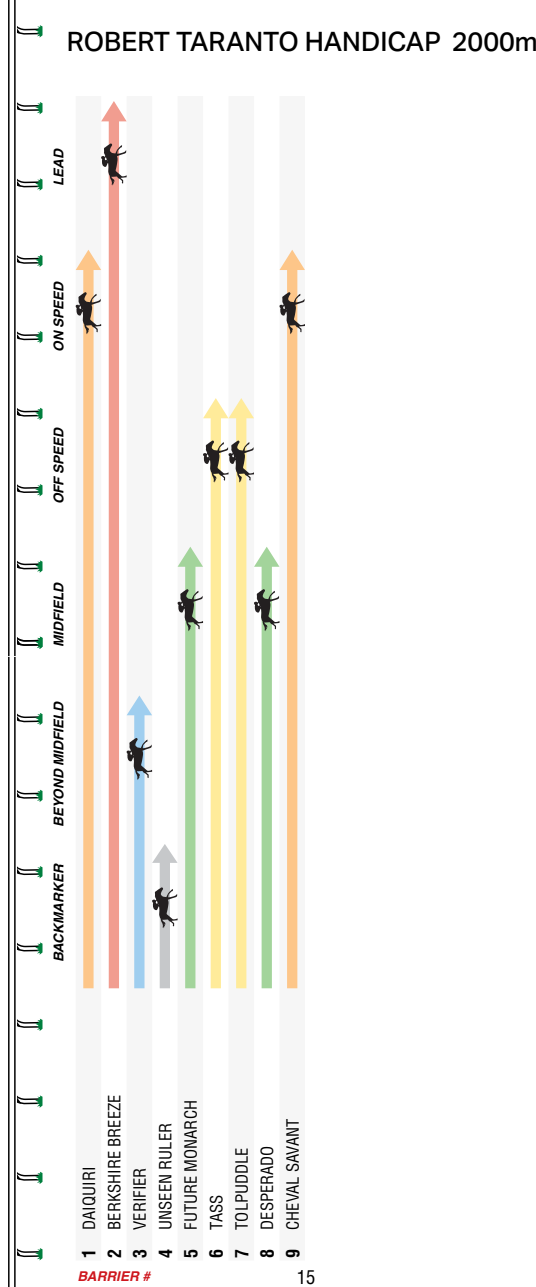 ROBERT TARANTO HANDICAP 2000m
LEAD
ON SPEED
OFF SPEED
MIDFIELD
BEYOND MIDFIELD
BACKMARKER
1 DAIQUIRI
2 BERKSHIRE BREEZE
3 VERIFIER
4 UNSEEN RULER
5 FUTURE MONARCH
6 TASS
7 TOLPUDDLE
8 DESPERADO
9 CHEVAL SAVANT
BARRIER #
15